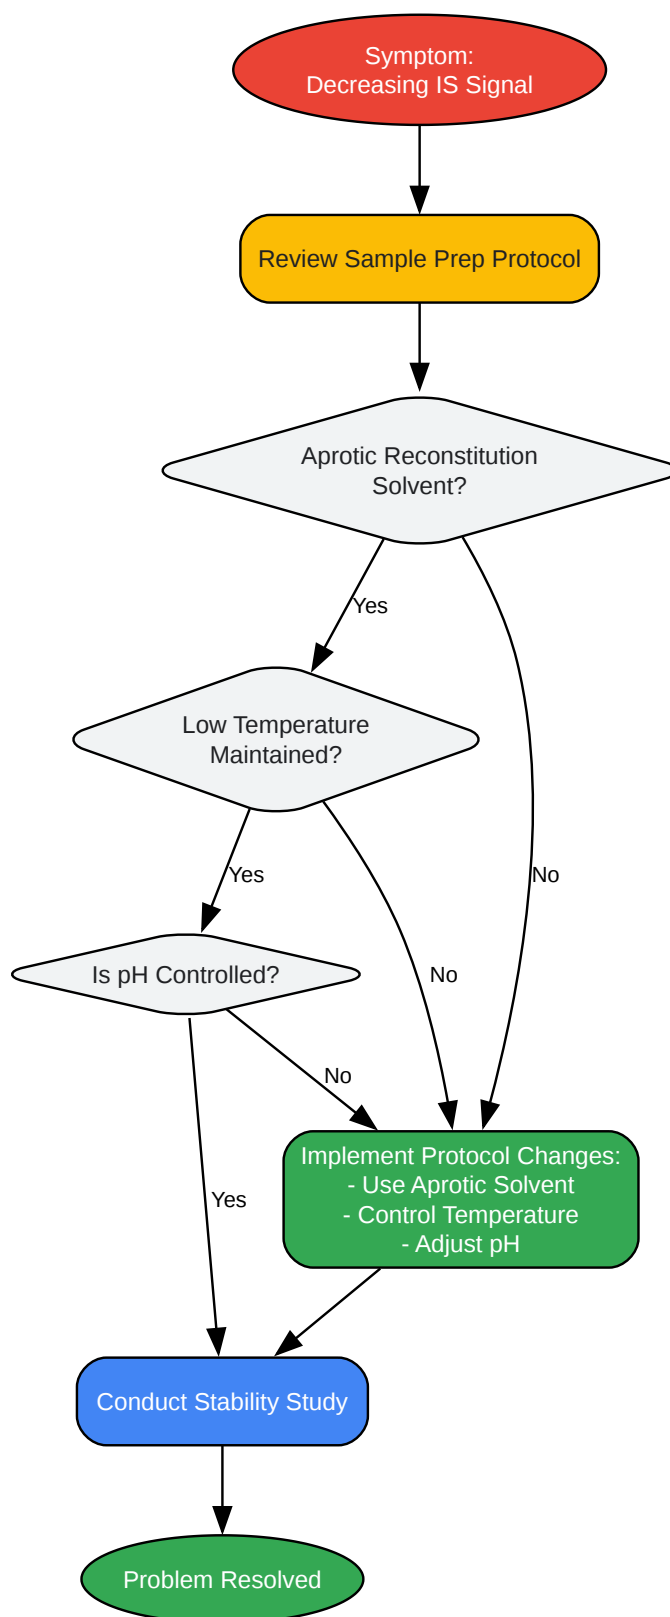 Symptom:
Decreasing IS Signal
Review Sample Prep Protocol
Aprotic Reconstitution
Solvent?
Yes
Low Temperature
Maintained?
Yes
No
Is pH Controlled?
No
No
Implement Protocol Changes:
- Use Aprotic Solvent
- Control Temperature
- Adjust pH
Yes
Conduct Stability Study
Problem Resolved